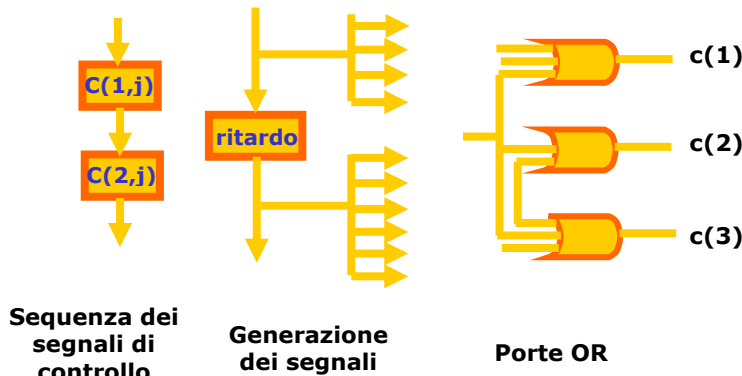 C(1,j)
C(2,j)
Sequenza dei
segnali di
controllo
ritardo
Generazione
dei segnali
c(1)
c(2)
c(3)
Porte OR